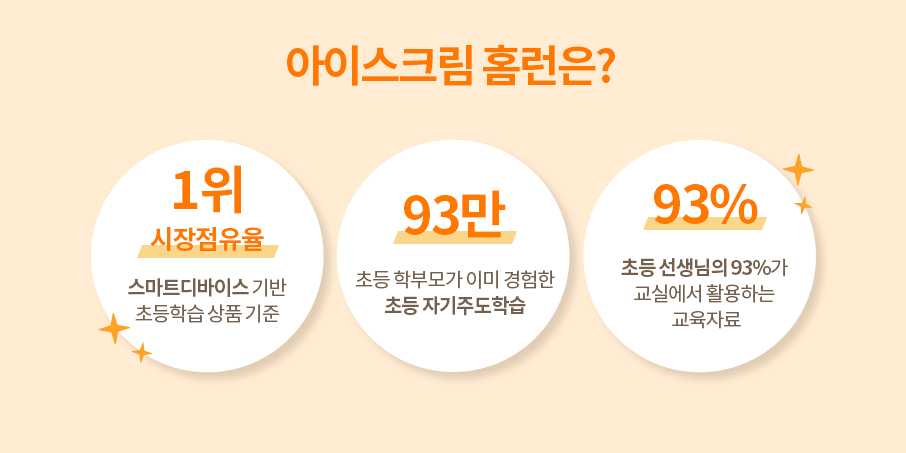 아이스크림 홈런은?
1위
시장점유율
스마트디바이스 기반
초등학습 상품 기준
93만
초등 학부모가 이미 경험한
초등 자기주도학습
93%
초등 선생님의 93%가
교실에서 활용하는
교육자료